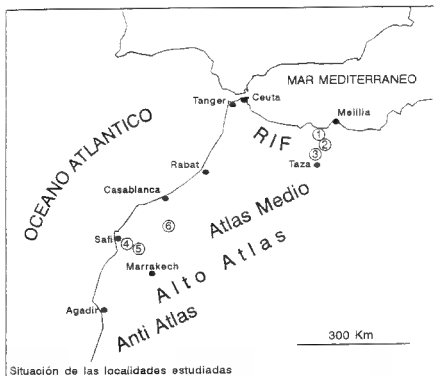 MAR MEDITERRANEO
OCEANO ATLANTICO
Tanger
Ceuta
Melilla
RIF
1
2
3
Taza
Rabat
Casablanca
Atlas Medio
6
Safi
4
5
Alto Atlas
Marrakech
Agadir
Anti Atlas
300 Km
Situación de las localidades estudiadas